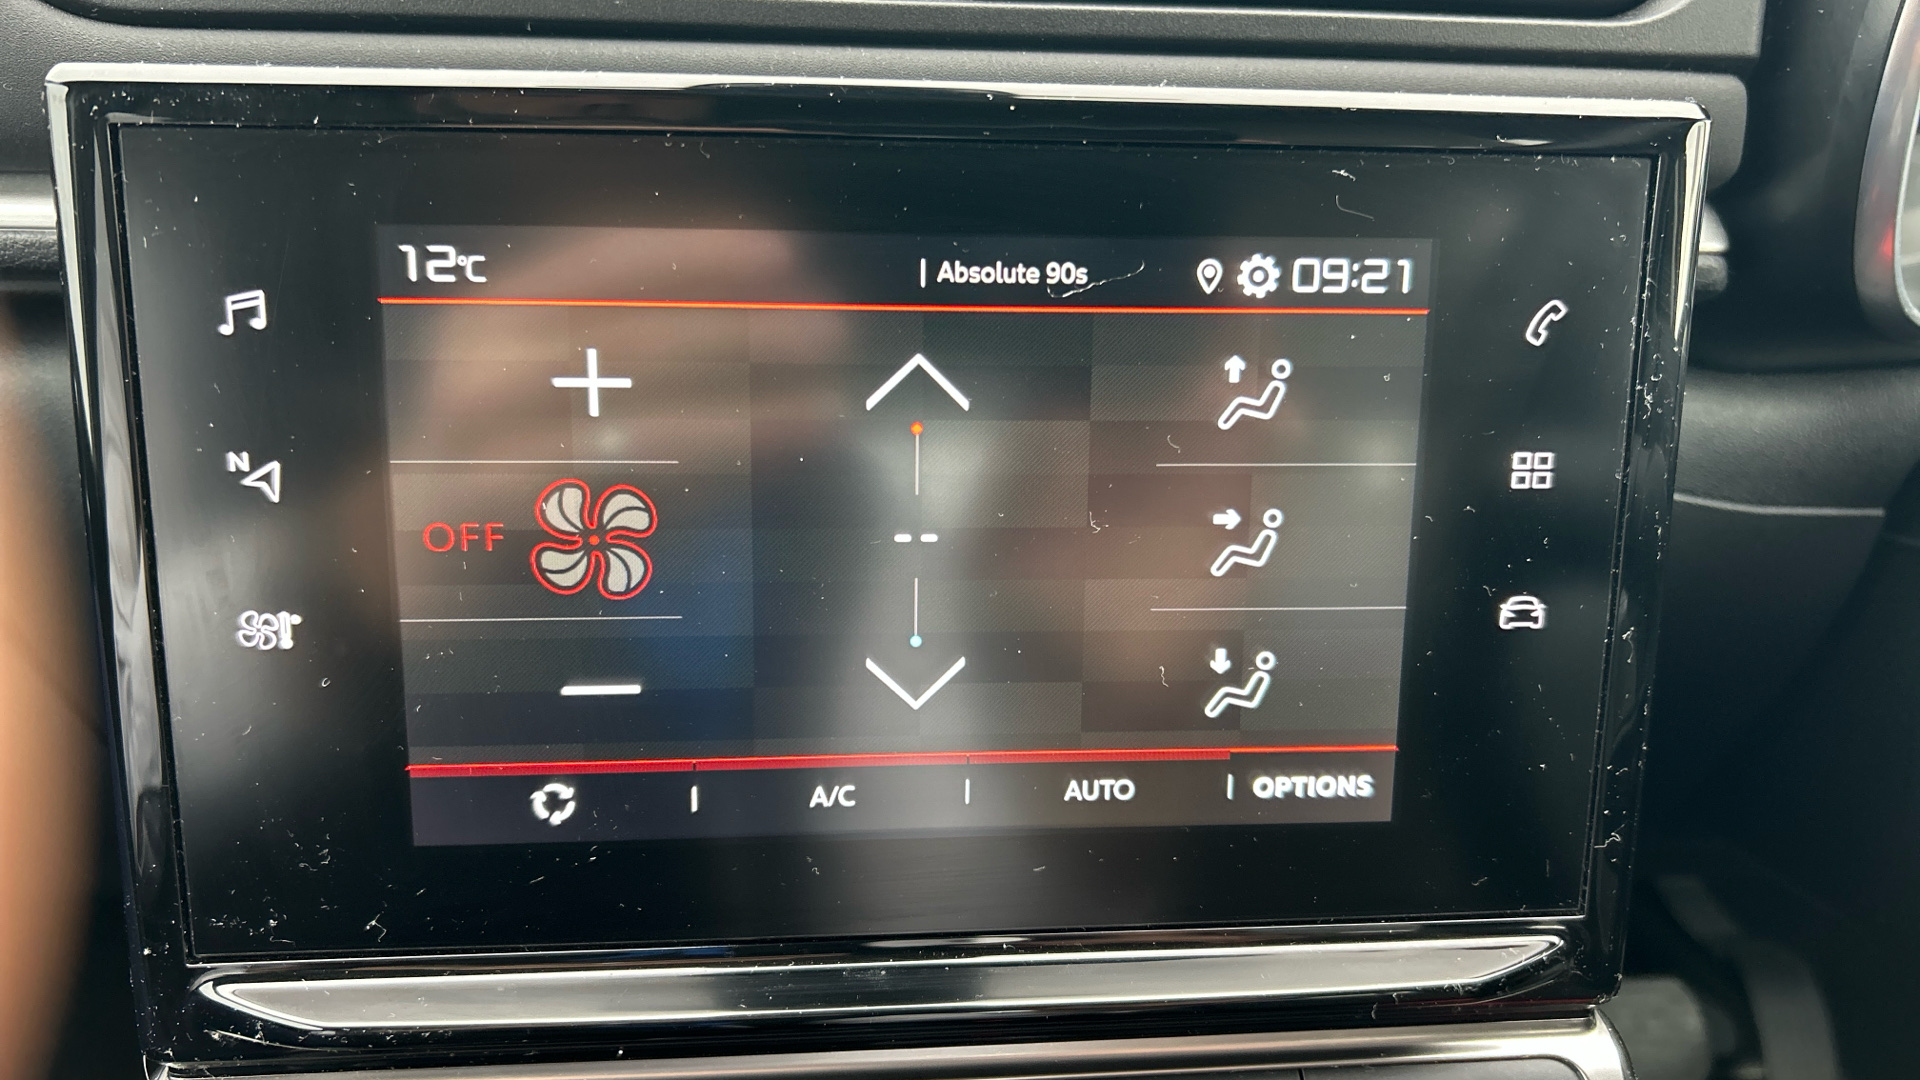 12°C
| Absolute 90s
09:21
N
OFF
--
A/C
AUTO
OPTIONS